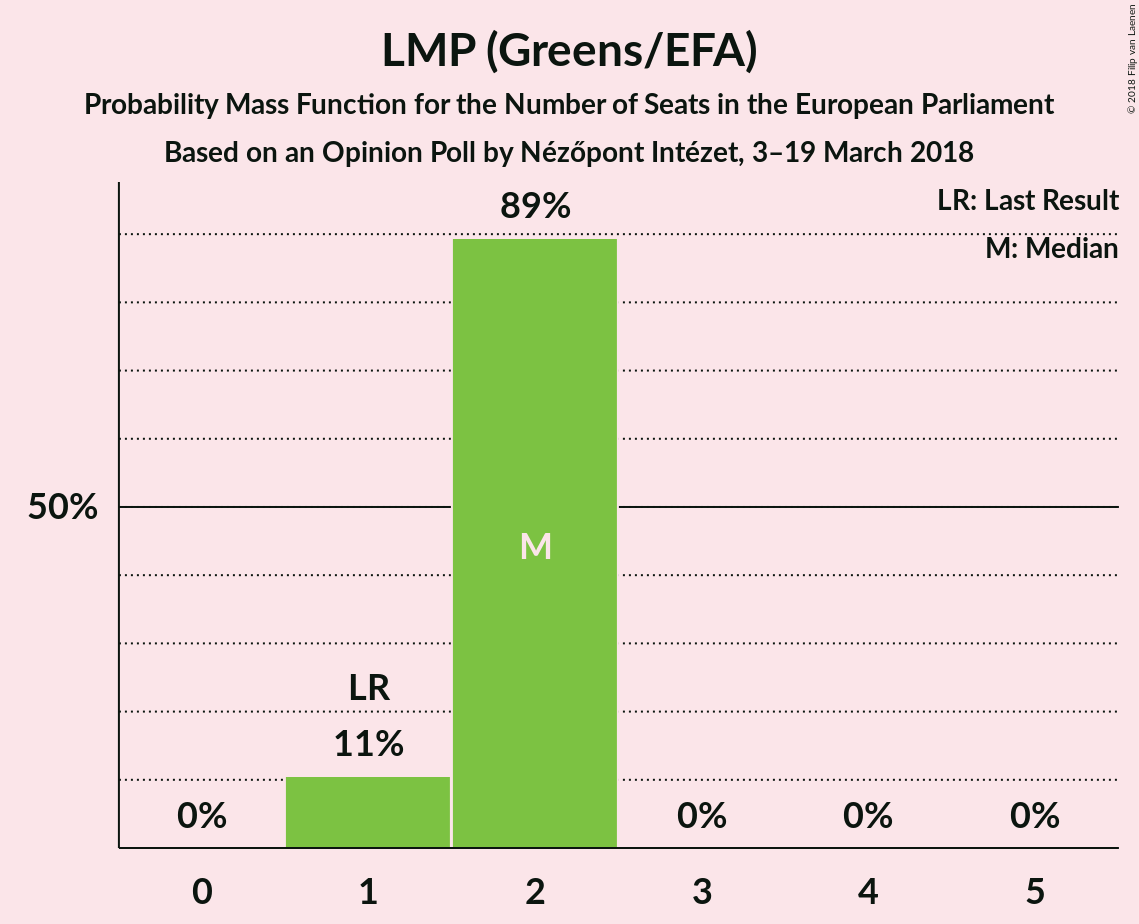 LMP (Greens/EFA)
Probability Mass Function for the Number of Seats in the European Parliament
Based on an Opinion Poll by Nézőpont Intézet, 3–19 March 2018
© 2018 Filip van Laenen
LR: Last Result
M: Median
89%
50%
M
LR
11%
0%
0%
0%
0%
0
1
2
3
4
5